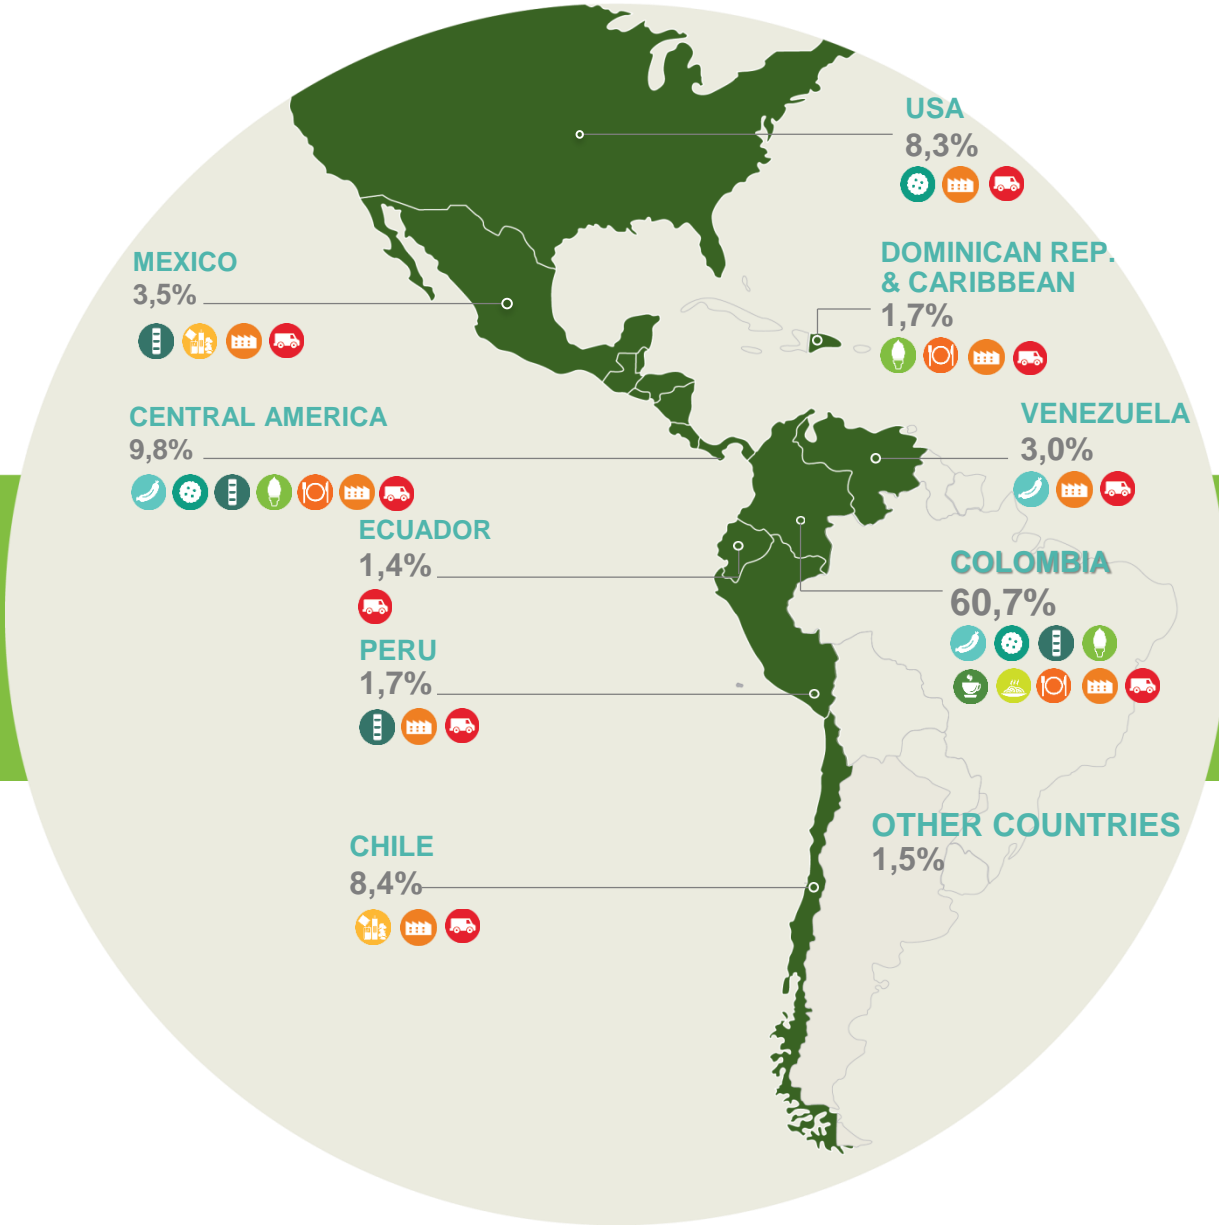 USA
8,3%
MEXICO
3,5%
DOMINICAN REP.
& CARIBBEAN
1,7%
CENTRAL AMERICA
9,8%
VENEZUELA
3,0%
ECUADOR
1,4%
COLOMBIA
60,7%
PERU
1,7%
CHILE
8,4%
OTHER COUNTRIES
1,5%